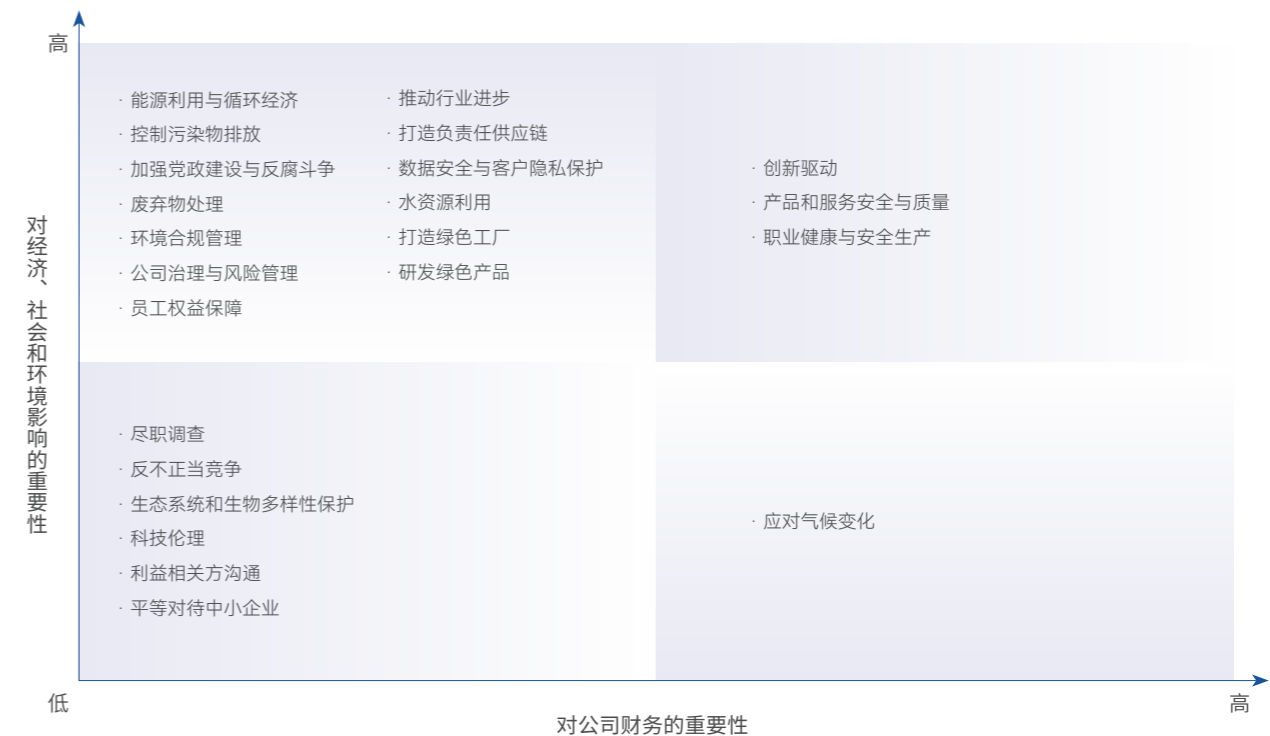 高
对经济、社会和环境影响的重要性
· 能源利用与循环经济
· 控制污染物排放
· 加强党政建设与反腐斗争
· 废弃物处理
· 环境合规管理
· 公司治理与风险管理
· 员工权益保障
· 推动行业进步
· 打造负责任供应链
· 数据安全与客户隐私保护
· 水资源利用
· 打造绿色工厂
· 研发绿色产品
· 创新驱动
· 产品和服务安全与质量
· 职业健康与安全生产
· 尽职调查
· 反不正当竞争
· 生态系统和生物多样性保护
· 科技伦理
· 利益相关方沟通
· 平等对待中小企业
· 应对气候变化
低
对公司财务的重要性
高